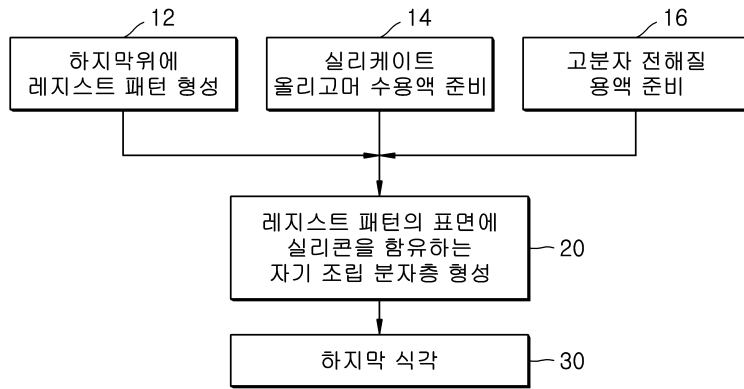 12
하지막위에
레지스트 패턴 형성
14
실리케이트
올리고머 수용액 준비
16
고분자 전해질
용액 준비
레지스트 패턴의 표면에
실리콘을 함유하는
자기 조립 분자층 형성
20
하지막 식각
30